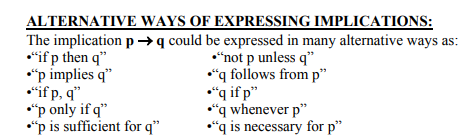 ALTERNATIVE WAYS OF EXPRESSING IMPLICATIONS:
The implication p → q could be expressed in many alternative ways as:
•“if p then q” •“not p unless q”
•“p implies q” •“q follows from p”
•“if p, q” •“q if p”
•“p only if q” •“q whenever p”
•“p is sufficient for q” •“q is necessary for p”